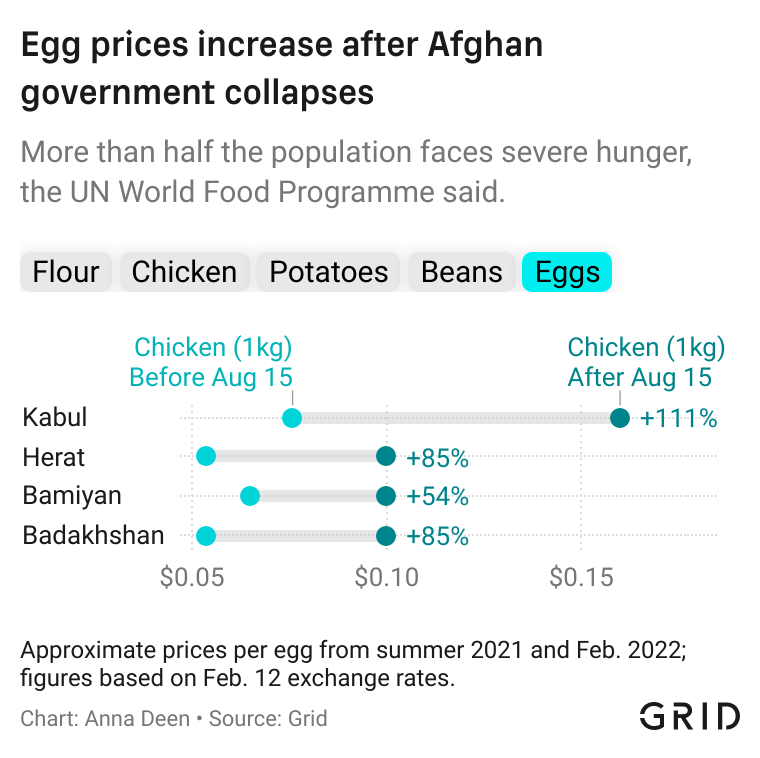 Egg prices increase after Afghan
government collapses
More than half the population faces severe hunger,
the UN World Food Programme said.
Flour Chicken Potatoes Beans Eggs
Chicken (1kg) Chicken (1kg)
Before Aug 15 After Aug 15
Kabul +111%
Herat +85%
Bamiyan +54%
Badakhshan +85%
$0.05 $0.10 $0.15
Approximate prices per egg from summer 2021 and Feb. 2022;
figures based on Feb. 12 exchange rates.
Chart: Anna Deen • Source: Grid
GRID